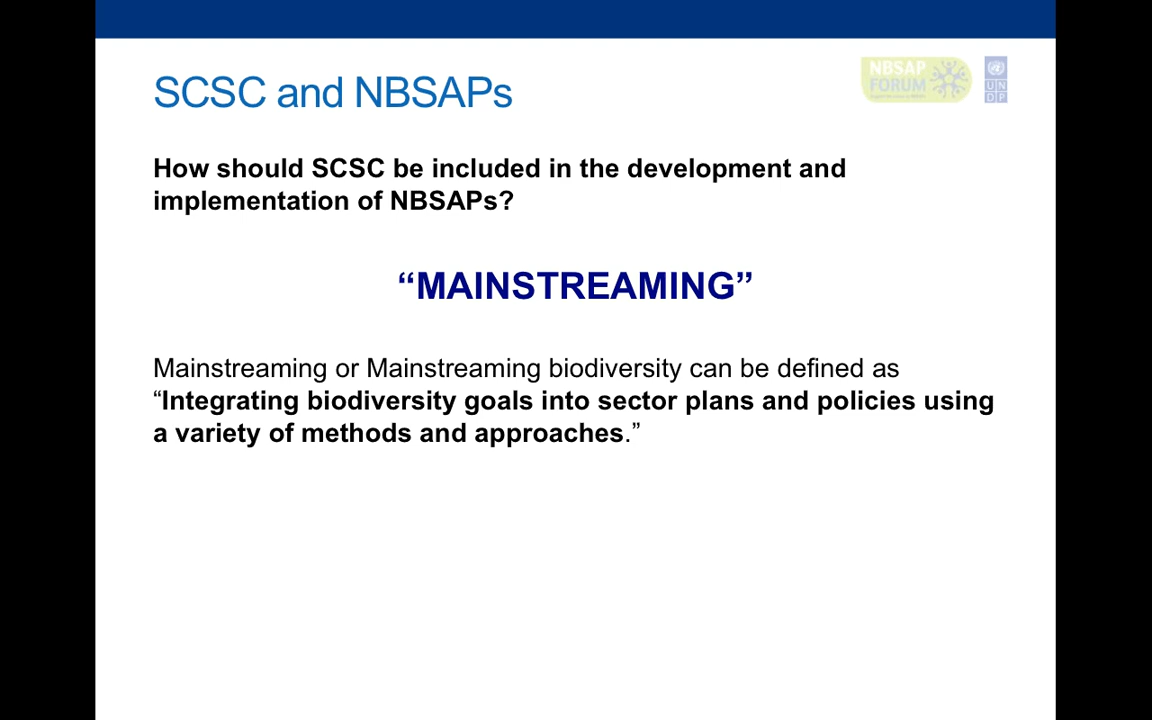 SCSC and NBSAPs
NBSAP
FORUM
UN
DP
How should SCSC be included in the development and
implementation of NBSAPs?
“MAINSTREAMING”
Mainstreaming or Mainstreaming biodiversity can be defined as
“Integrating biodiversity goals into sector plans and policies using
a variety of methods and approaches.”